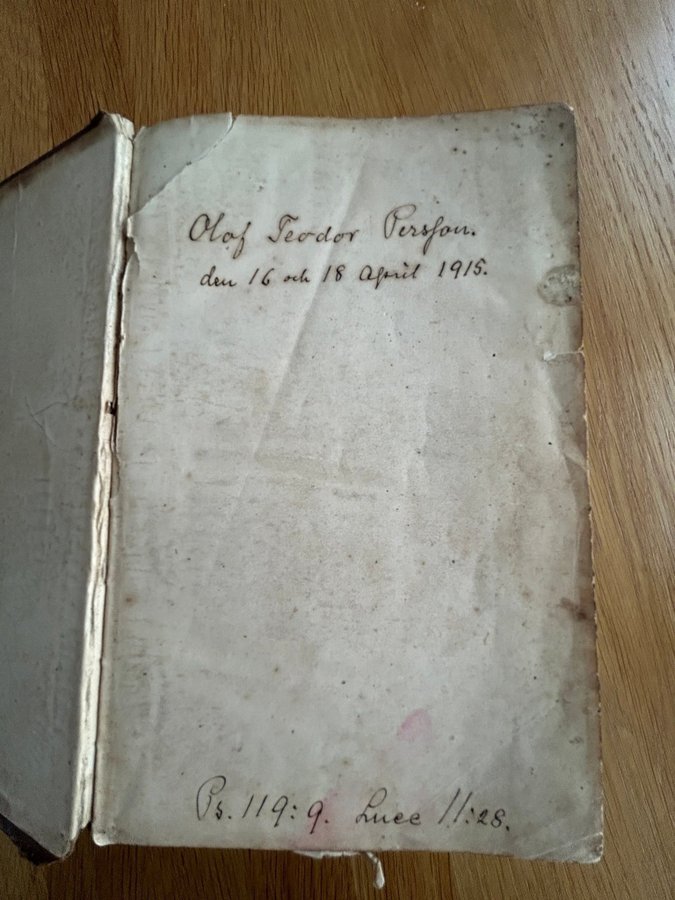 Olof Teodor Persson.
den 16 och 18 April 1915.
Ps. 119:9. Luce 11:28.